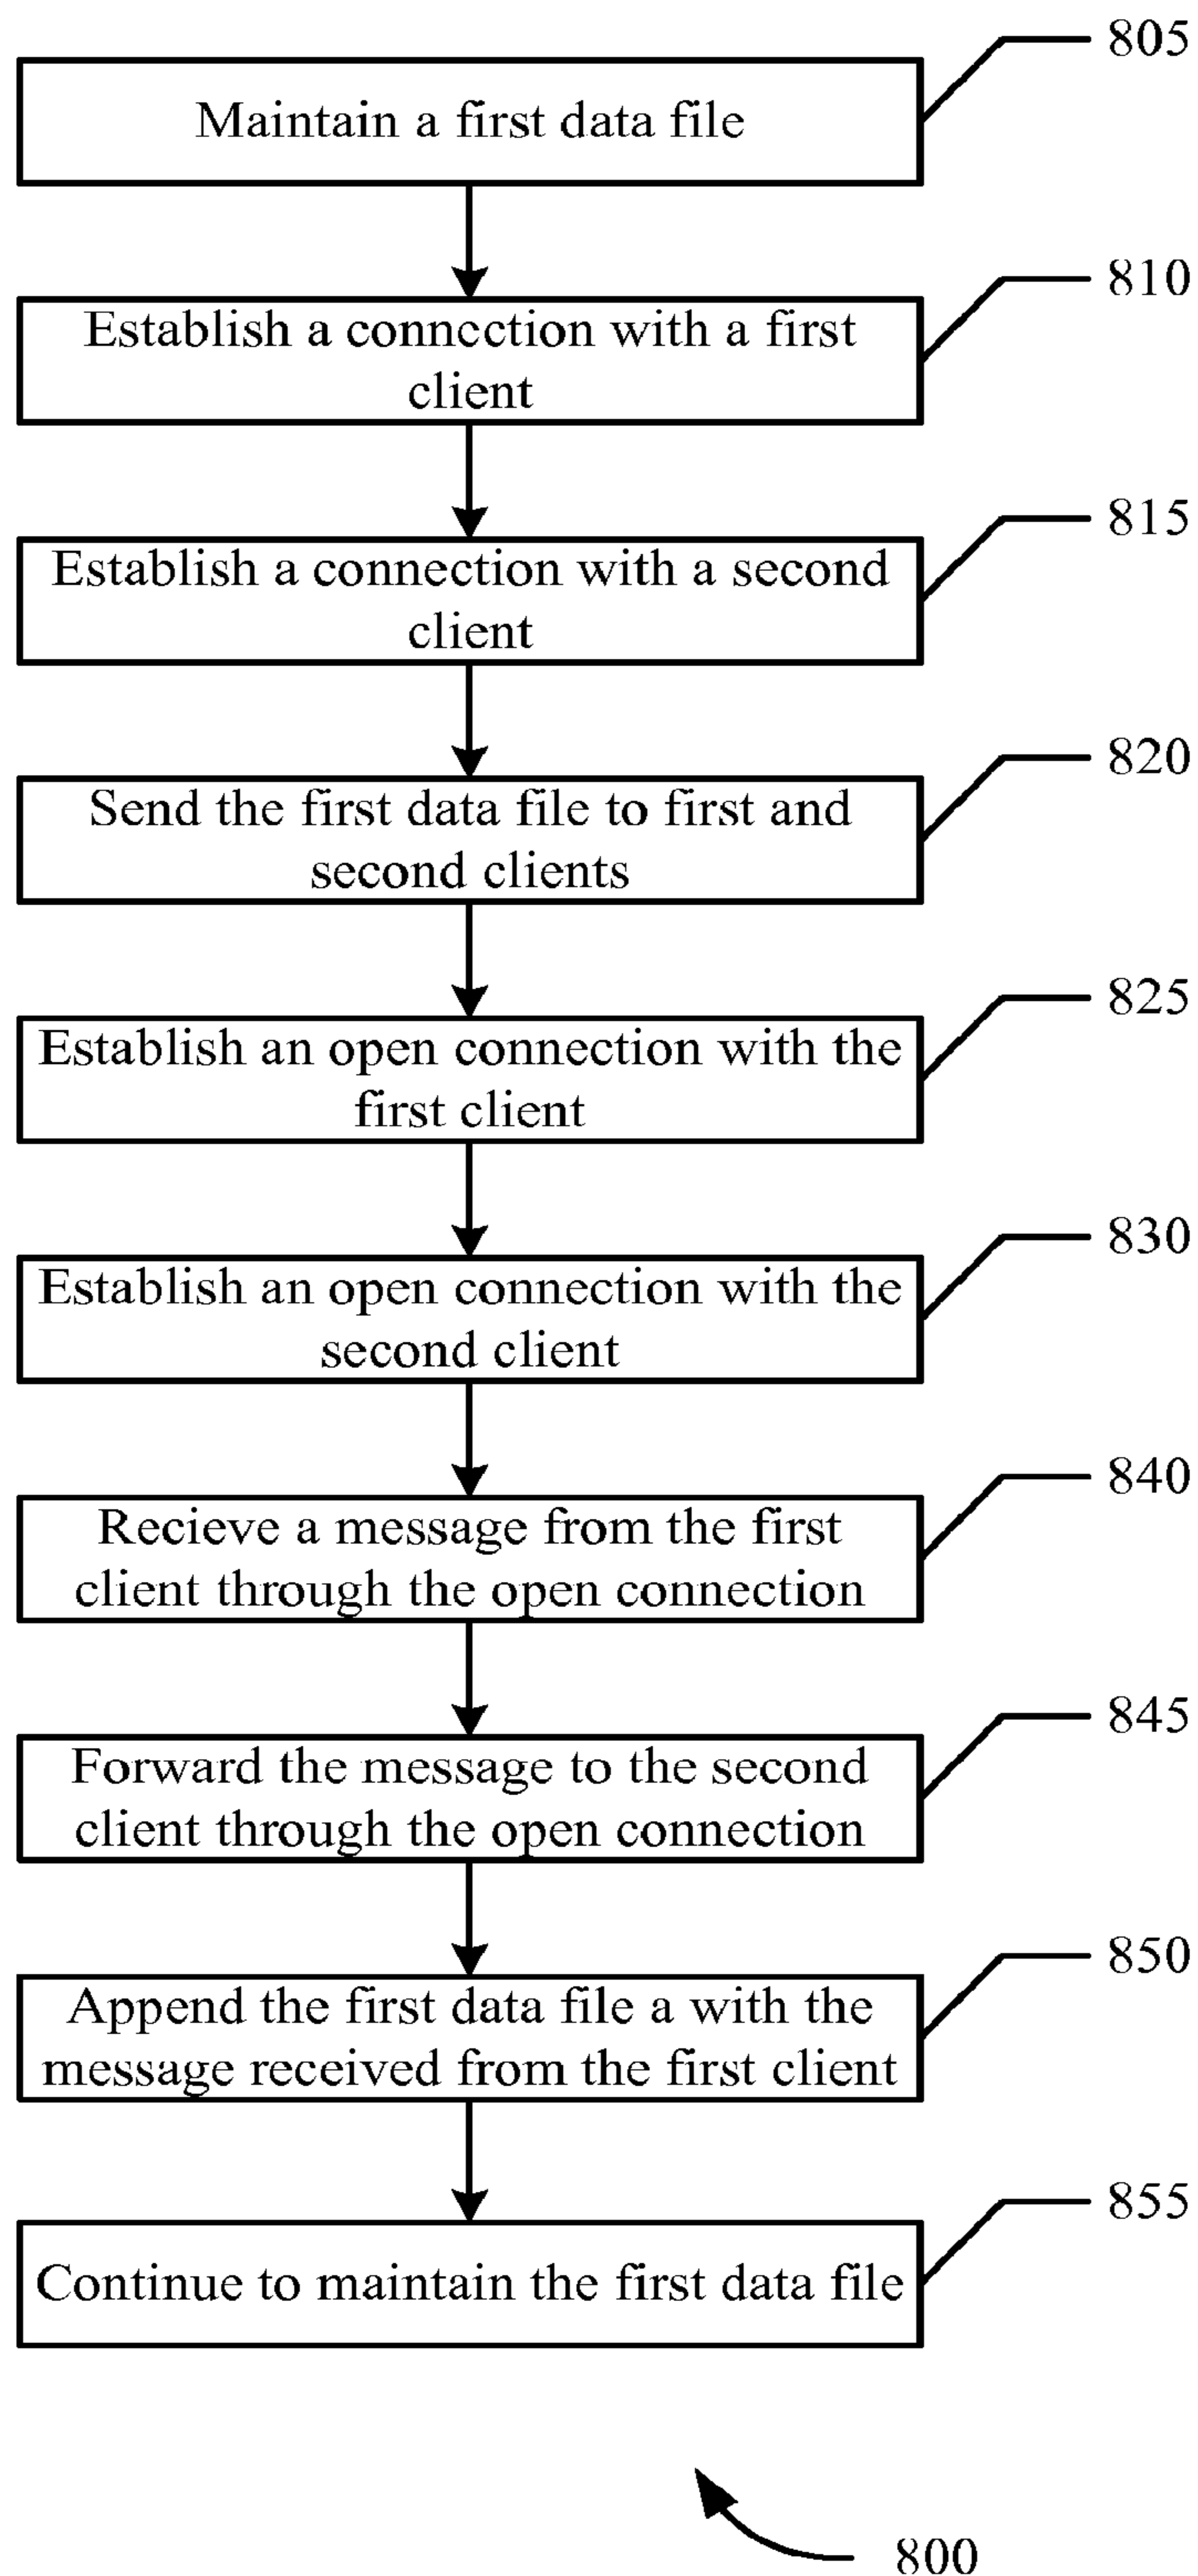 805
Maintain a first data file
810
Establish a connection with a first
client
815
Establish a connection with a second
client
820
Send the first data file to first and
second clients
825
Establish an open connection with the
first client
830
Establish an open connection with the
second client
840
Recieve a message from the first
client through the open connection
845
Forward the message to the second
client through the open connection
850
Append the first data file a with the
message received from the first client
855
Continue to maintain the first data file
800